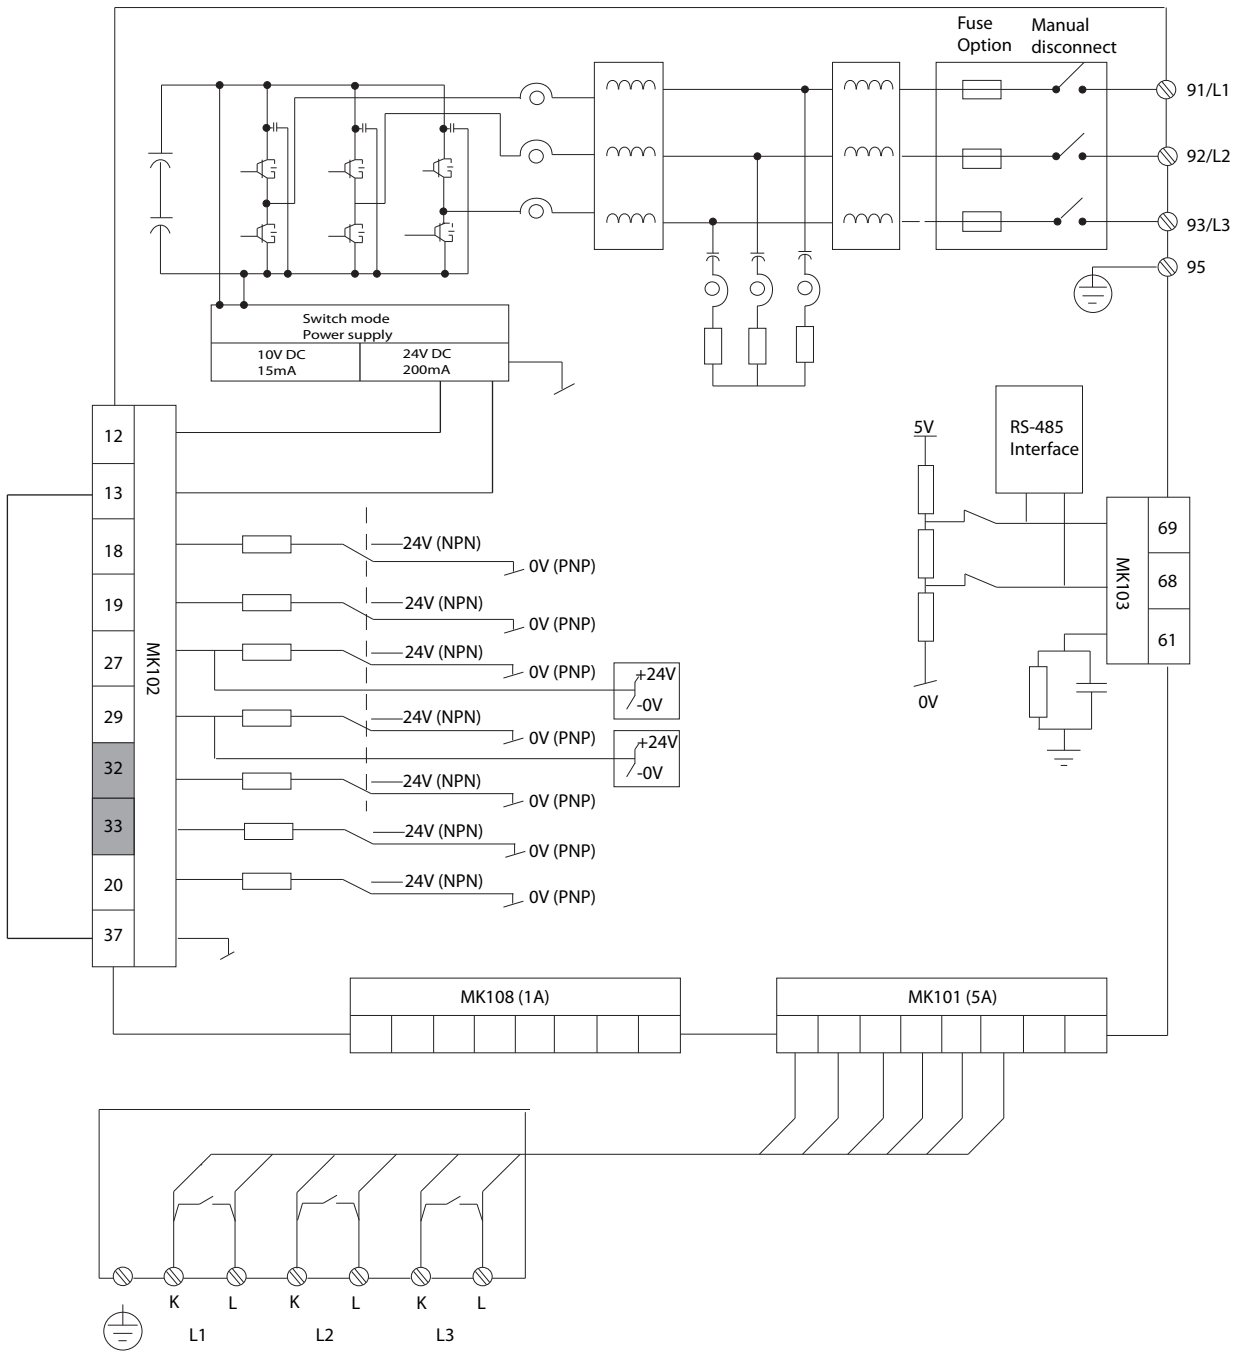 Fuse Option
Manual disconnect
91/L1
92/L2
93/L3
95
Switch mode
Power supply
10V DC
15mA
24V DC
200mA
12
13
18
19
27
29
32
33
20
37
MK102
24V (NPN)
0V (PNP)
24V (NPN)
0V (PNP)
24V (NPN)
0V (PNP)
+24V
-0V
24V (NPN)
0V (PNP)
+24V
-0V
24V (NPN)
0V (PNP)
24V (NPN)
0V (PNP)
24V (NPN)
0V (PNP)
5V
0V
RS-485
Interface
MK103
69
68
61
MK108 (1A)
MK101 (5A)
K
L
K
L
K
L
L1
L2
L3